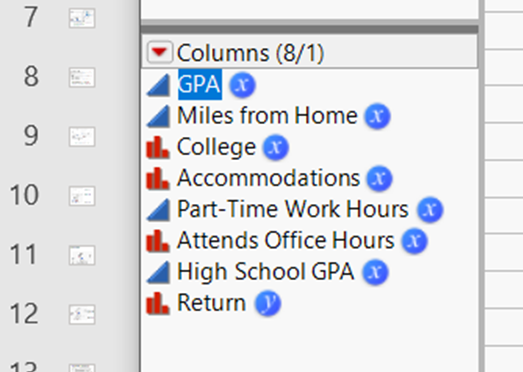 7
Columns (8/1)
8
GPA x
Miles from Home x
9
College x
10
Accommodations x
Part-Time Work Hours x
11
Attends Office Hours x
High School GPA x
12
Return y
13